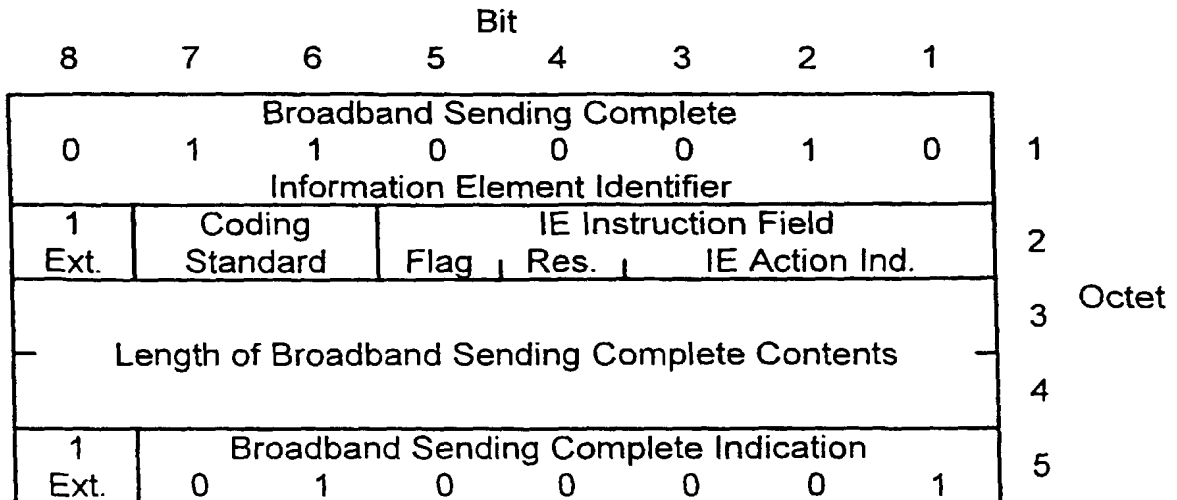 Bit
8 7 6 5 4 3 2 1
Broadband Sending Complete
0 1 1 0 0 0 1 0 1
Information Element Identifier
1 Coding IE Instruction Field
Ext. Standard Flag Res. IE Action Ind. 2
3 Octet
Length of Broadband Sending Complete Contents
4
1 Broadband Sending Complete Indication
Ext. 0 1 0 0 0 0 1 5